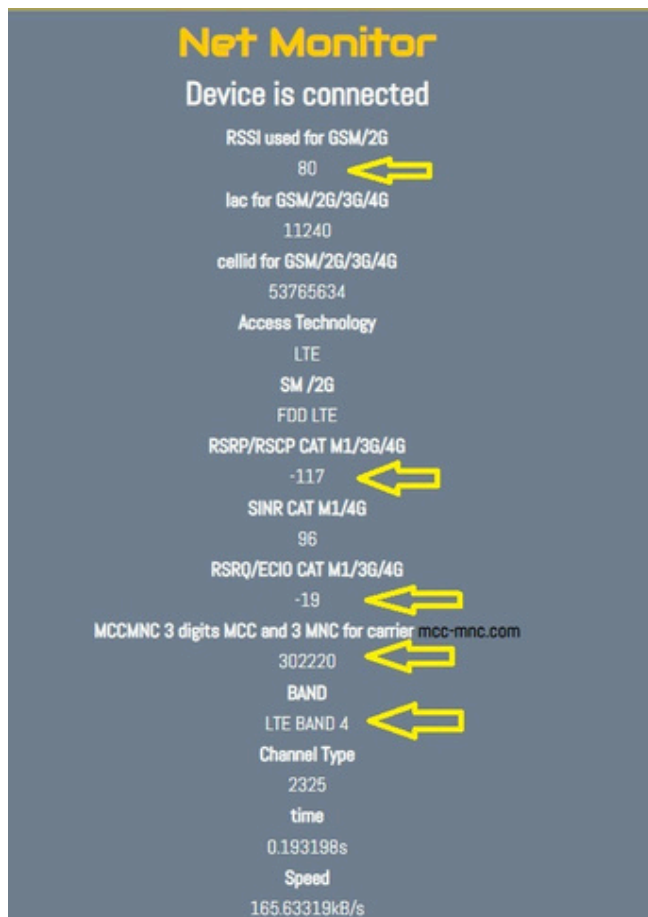 Net Monitor
Device is connected
RSSI used for GSM/2G
80
lac for GSM/2G/3G/4G
11240
cellid for GSM/2G/3G/4G
53765634
Access Technology
LTE
SM /2G
FDD LTE
RSRP/RSCP CAT M1/3G/4G
-117
SINR CAT M1/4G
96
RSRQ/ECIO CAT M1/3G/4G
-19
MCCMNC 3 digits MCC and 3 MNC for carrier mcc-mnc.com
302220
BAND
LTE BAND 4
Channel Type
2325
time
0.193198s
Speed
165.63319kB/s